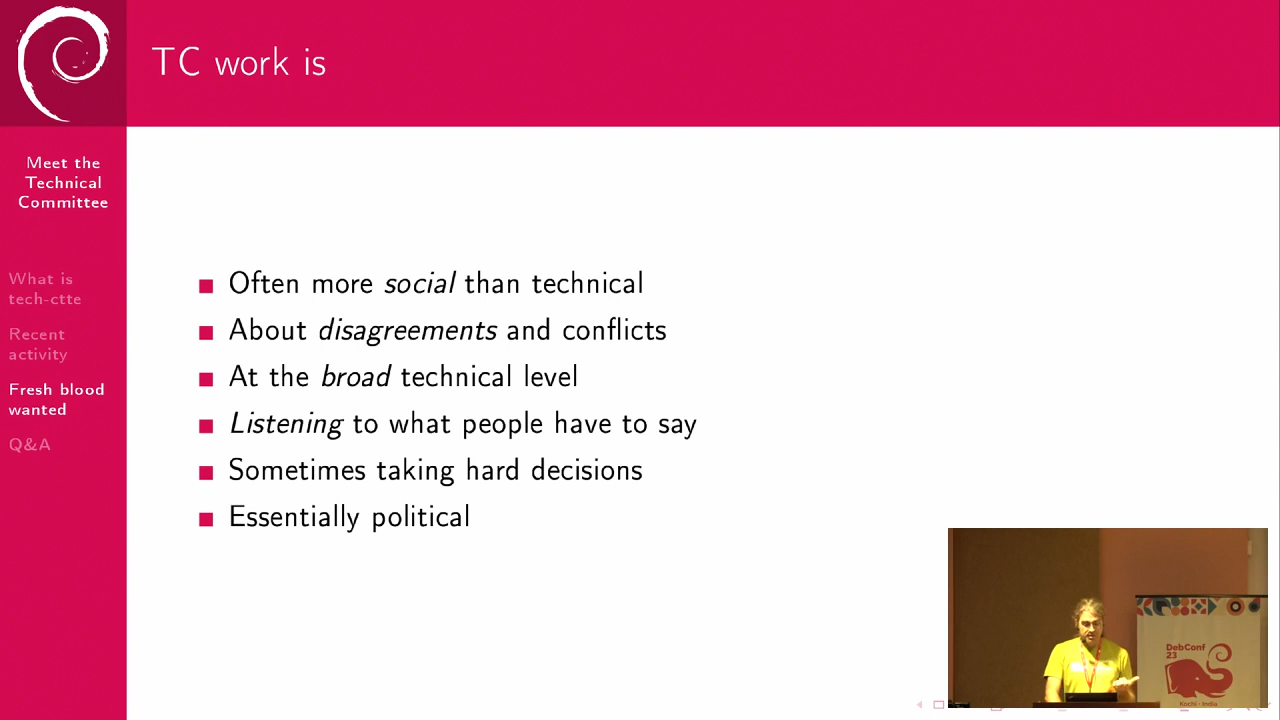 TC work is
Meet the
Technical
Committee
What is
tech-ctte
Recent
activity
Fresh blood
wanted
Q&A
Often more social than technical
About disagreements and conflicts
At the broad technical level
Listening to what people have to say
Sometimes taking hard decisions
Essentially political
DebConf
23
Kochi - India